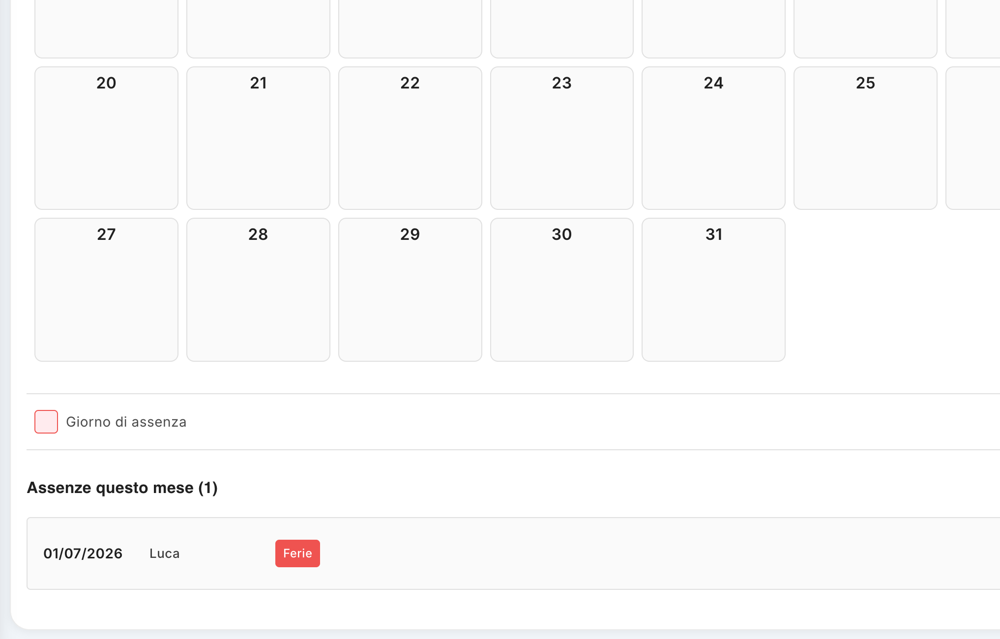 20 21 22 23 24 25
27 28 29 30 31
Giorno di assenza
Assenze questo mese (1)
01/07/2026 Luca Ferie